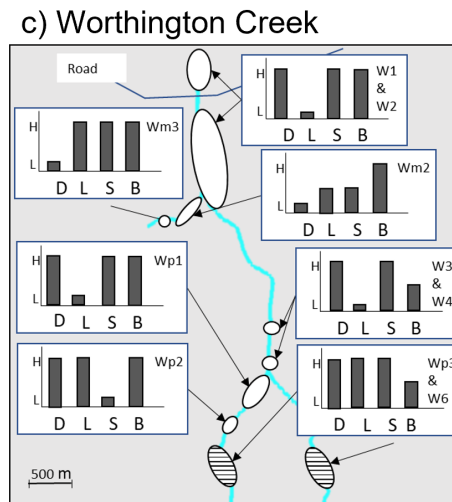 c) Worthington Creek
Road
H
L
D L S B
W1
&
W2
H
L
D L S B
Wm3
H
L
D L S B
Wm2
H
L
D L S B
Wp1
H
L
D L S B
W3
&
W4
H
L
D L S B
Wp2
H
L
D L S B
Wp3
&
W6
500 m